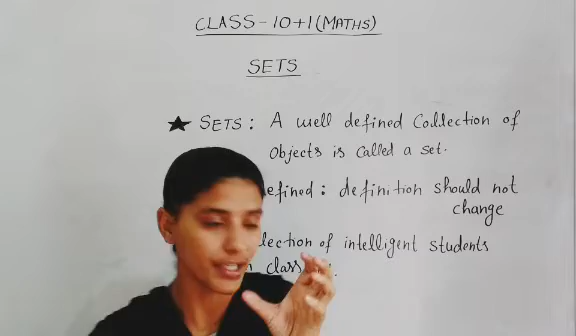 CLASS-10+1(MATHS)
SETS
★ SETS: A well defined Collection of
Objects is called a set.
efined: definition should not
change
lection of intelligent students
class